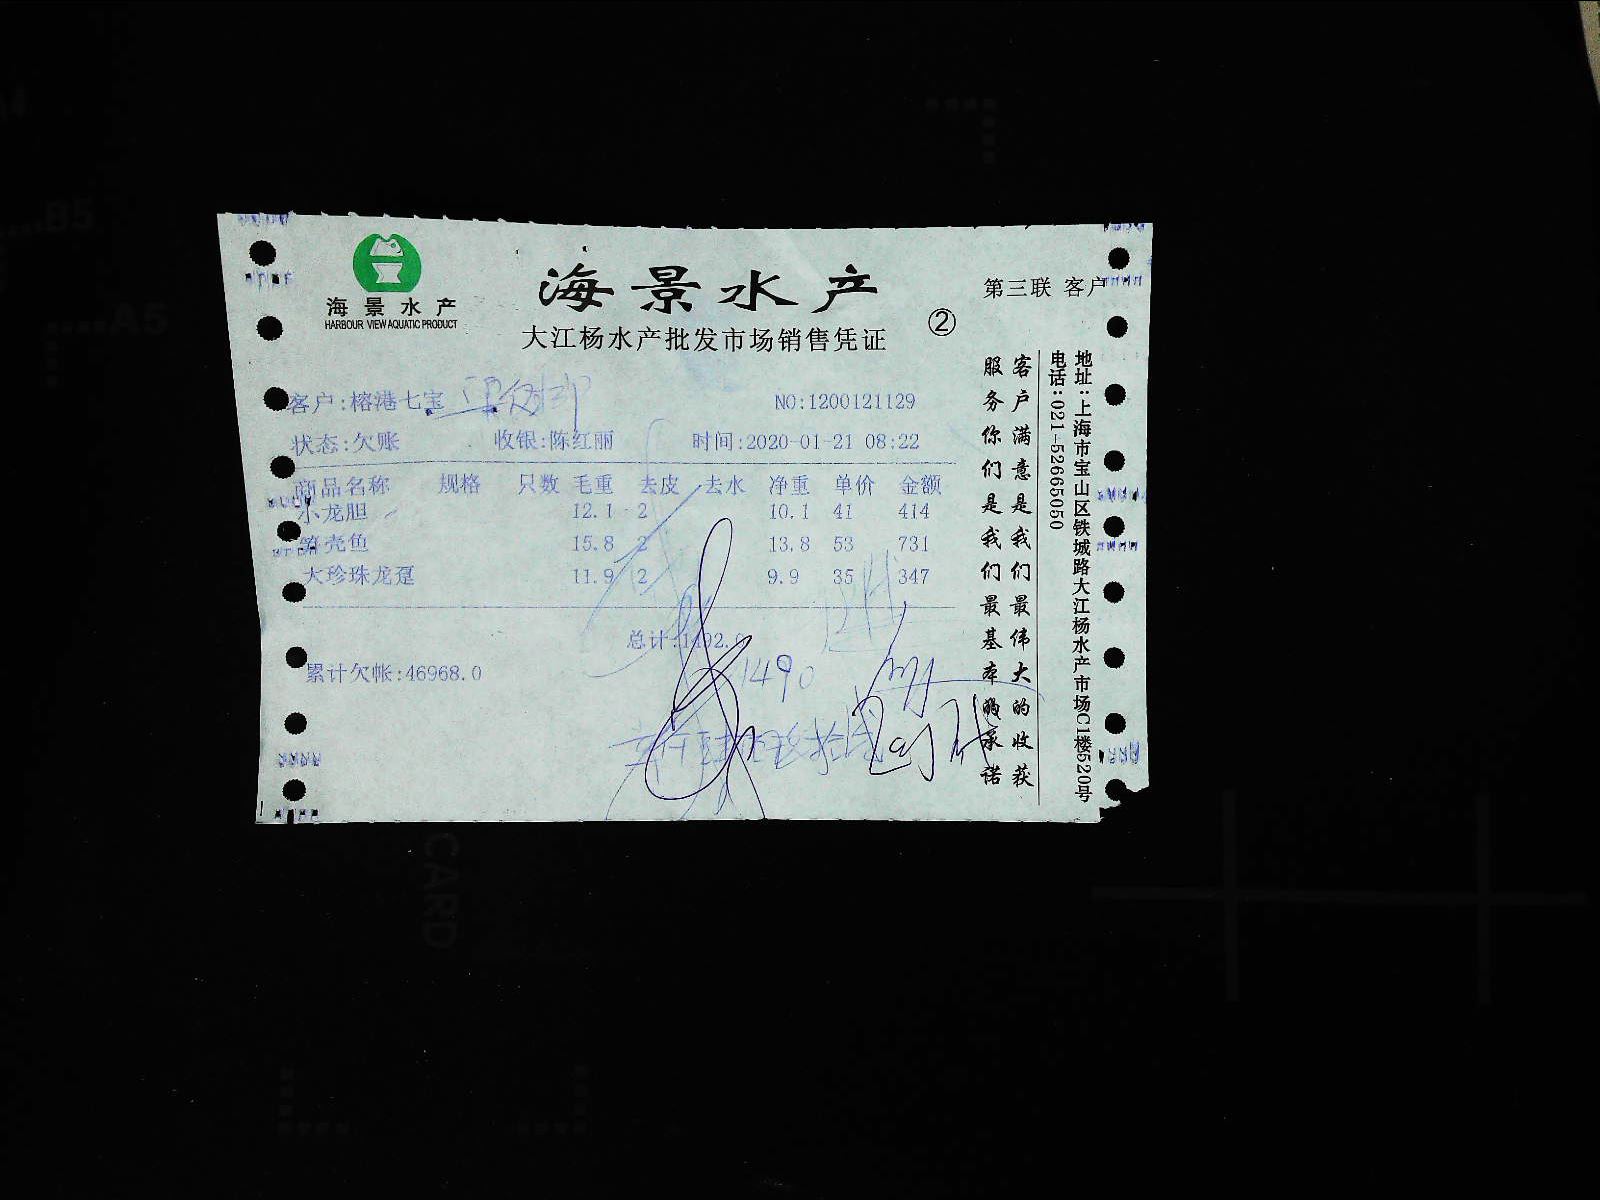 海景水产
HARBOUR VIEW AQUATIC PRODUCT
海景水产
大江杨水产批发市场销售凭证
②
第三联 客户
客户:榕港七宝
NO:1200121129
状态:欠账 收银:陈红丽 时间:2020-01-21 08:22
商品名称 规格 只数 毛重 去皮 去水 净重 单价 金额
小龙胆 12.1 2 10.1 41 414
笋壳鱼 15.8 2 13.8 53 731
大珍珠龙趸 11.9 2 9.9 35 347
总计:1492.0
1490
累计欠帐:46968.0
客户满意是我们最伟大的收获
服务你们是我们最基本的承诺
地址:上海市宝山区铁城路大江杨水产市场C1楼520号
电话:021-52665050